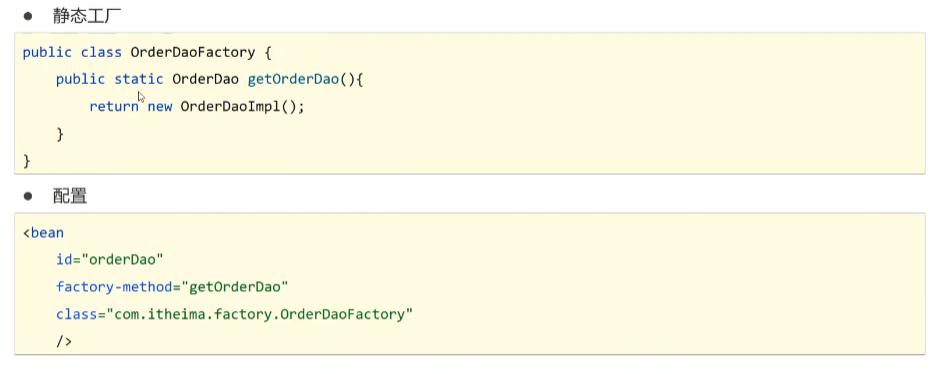 ● 静态工厂
public class OrderDaoFactory {
    public static OrderDao getOrderDao(){
        return new OrderDaoImpl();
    }
}
● 配置
<bean
    id="orderDao"
    factory-method="getOrderDao"
    class="com.itheima.factory.OrderDaoFactory"
    />